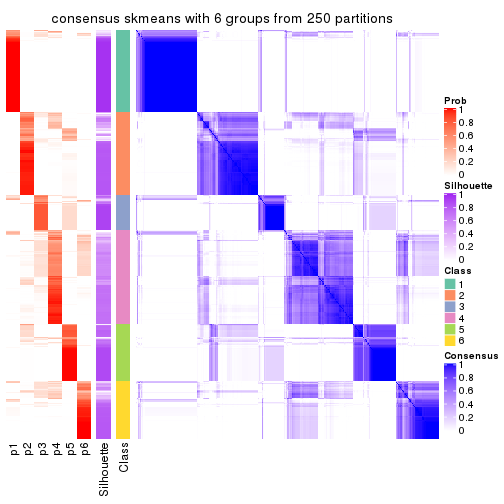 consensus skmeans with 6 groups from 250 partitions
Prob
1
0.8
0.6
0.4
0.2
0
Silhouette
1
0.8
0.6
0.4
0.2
0
Class
1
2
3
4
5
6
Consensus
1
0.8
0.6
0.4
0.2
0
p1
p2
p3
p4
p5
p6
Silhouette
Class